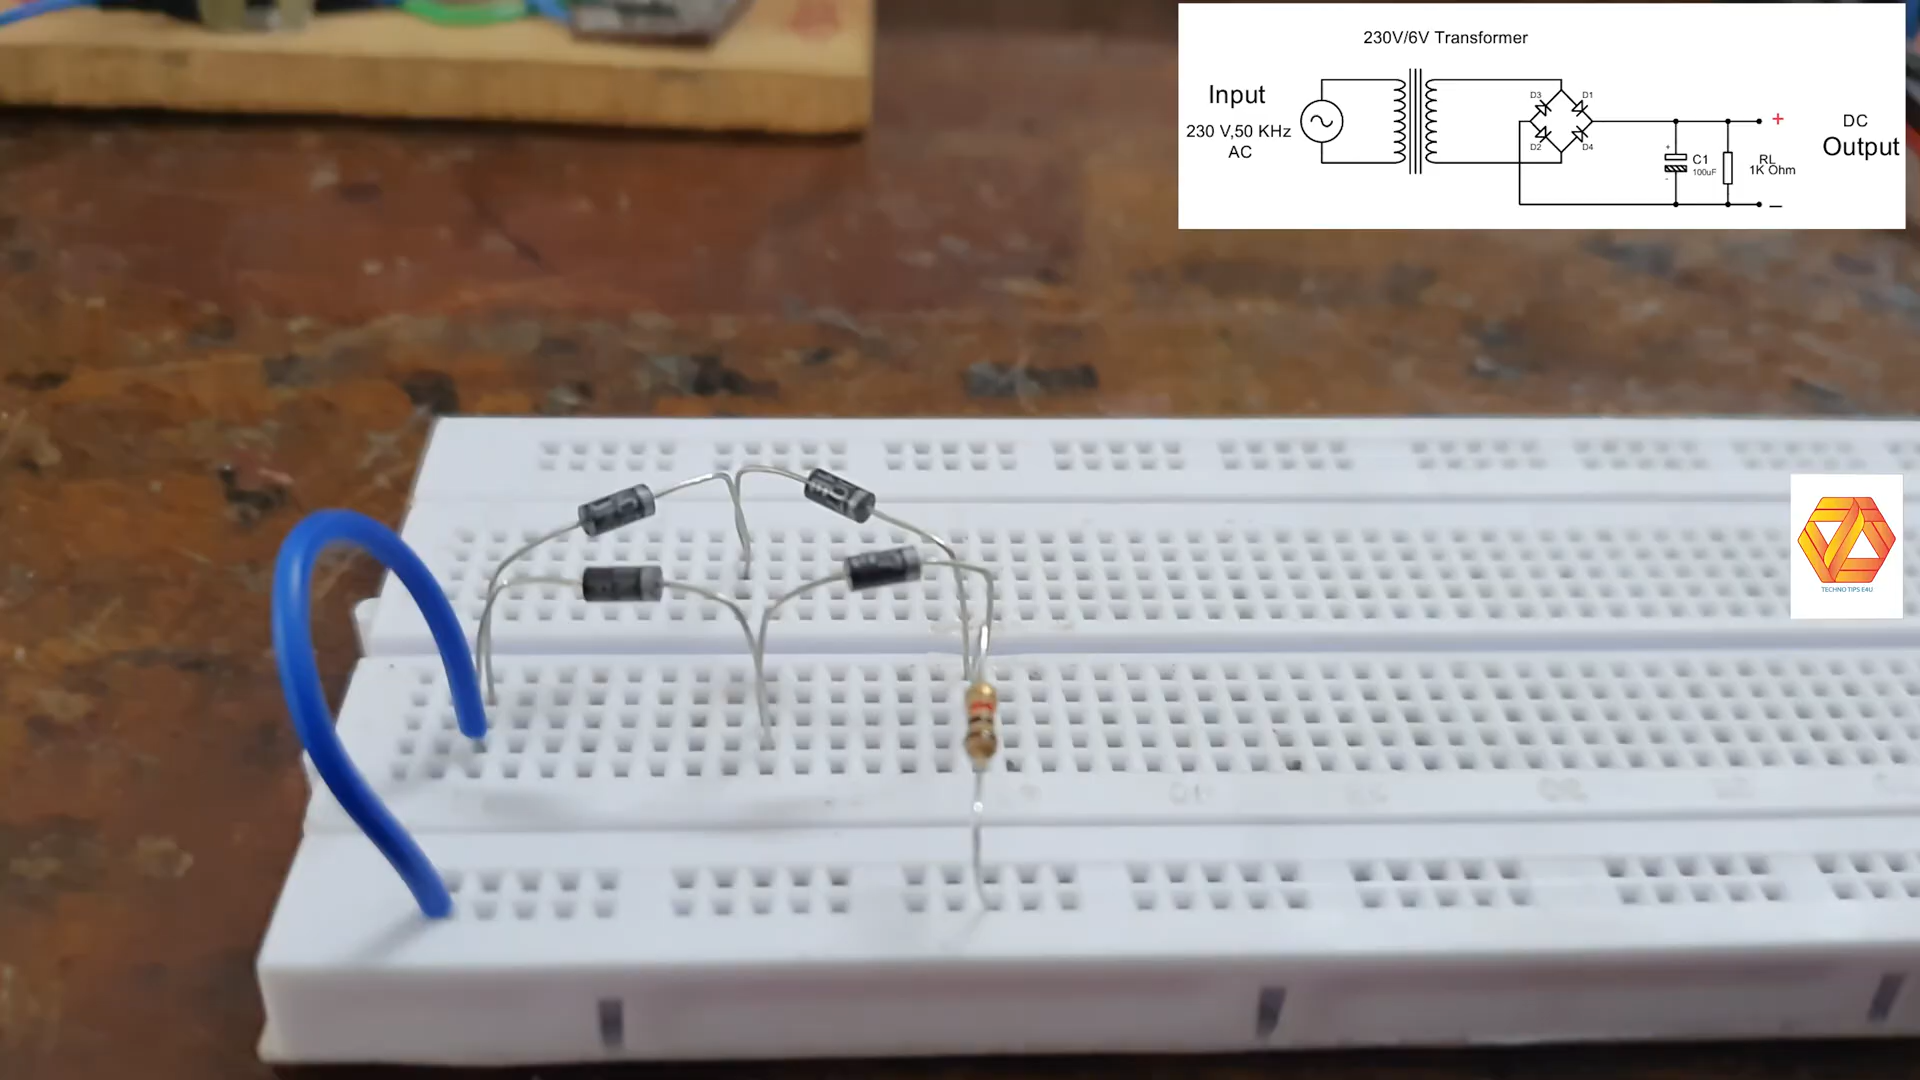 230V/6V Transformer
Input
230 V,50 KHz
AC
D3
D1
D2
D4
+
-
C1
100uF
RL
1K Ohm
+
–
DC
Output
TECHNO TIPS E4U